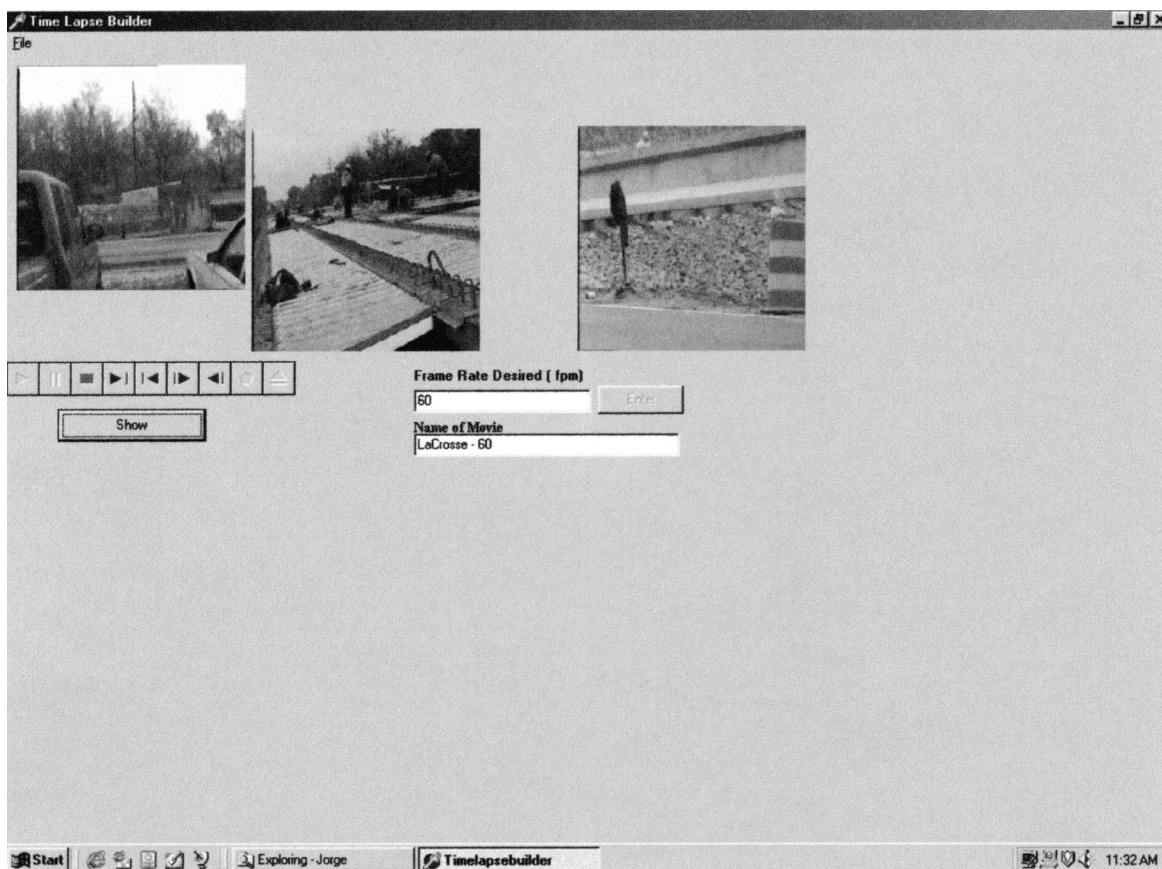 Time Lapse Builder
File
Frame Rate Desired ( fpm)
60
Enter
Show
Name of Movie
LaCrosse - 60
Start
Exploring - Jorge
Timelapsebuilder
11:32 AM